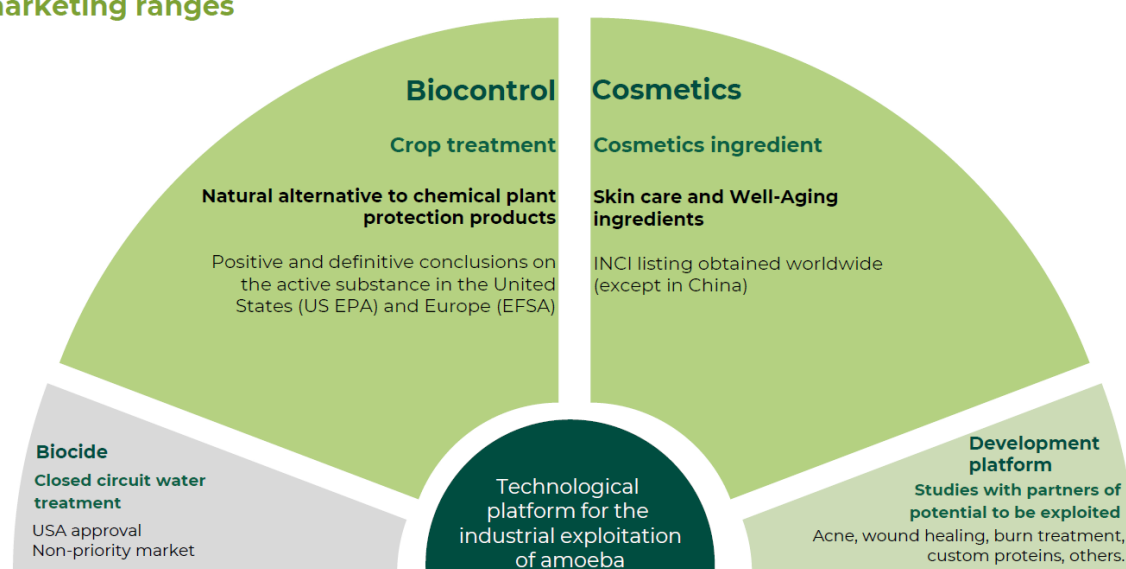 marketing ranges
Biocontrol
Crop treatment
Natural alternative to chemical plant
protection products
Positive and definitive conclusions on
the active substance in the United
States (US EPA) and Europe (EFSA)
Cosmetics
Cosmetics ingredient
Skin care and Well-Aging
ingredients
INCI listing obtained worldwide
(except in China)
Biocide
Closed circuit water
treatment
USA approval
Non-priority market
Technological
platform for the
industrial exploitation
of amoeba
Development
platform
Studies with partners of
potential to be exploited
Acne, wound healing, burn treatment,
custom proteins, others.